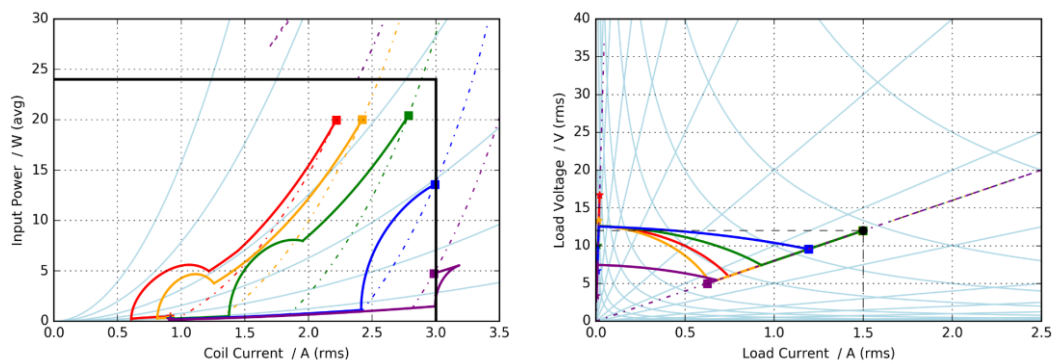 30
25
20
15
10
5
0
Input Power / W (avg)
0.0 0.5 1.0 1.5 2.0 2.5 3.0 3.5
Coil Current / A (rms)
40
35
30
25
20
15
10
5
0
Load Voltage / V (rms)
0.0 0.5 1.0 1.5 2.0 2.5
Load Current / A (rms)